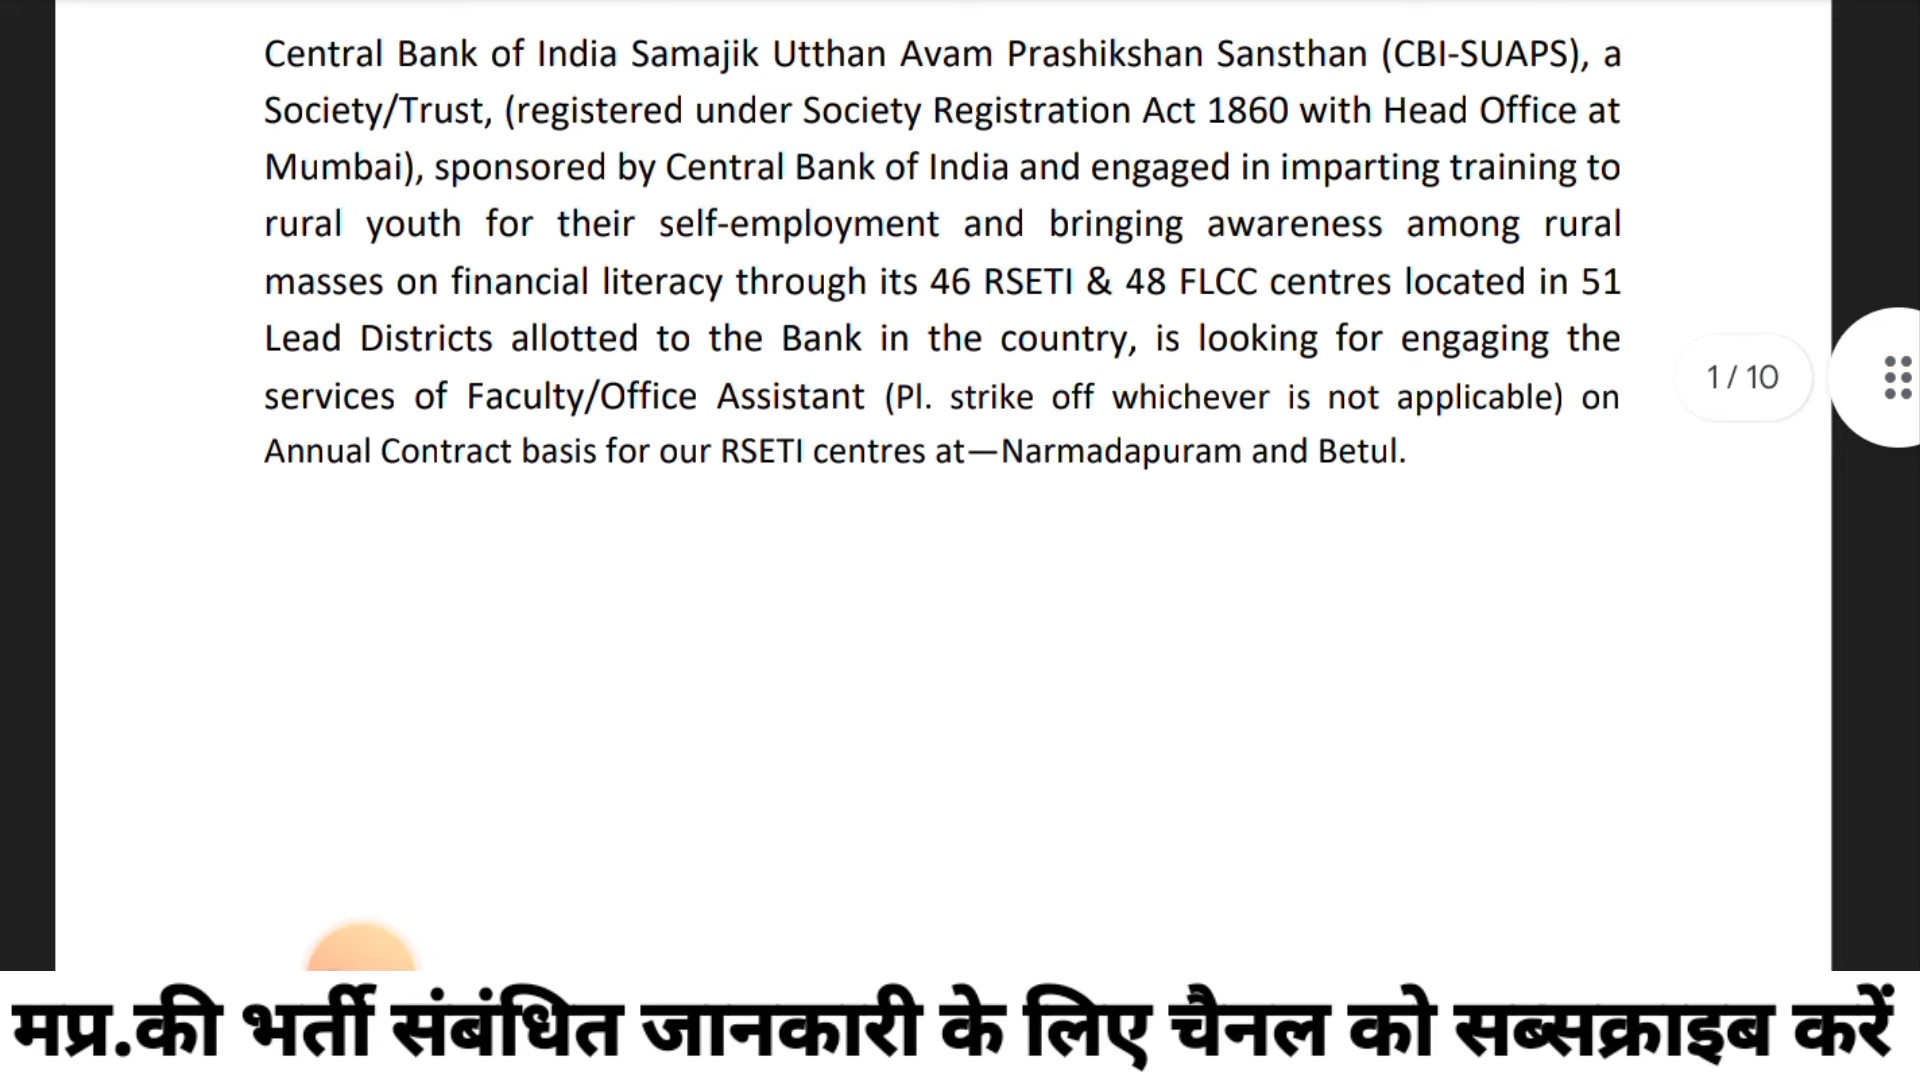 Central Bank of India Samajik Utthan Avam Prashikshan Sansthan (CBI-SUAPS), a
Society/Trust, (registered under Society Registration Act 1860 with Head Office at
Mumbai), sponsored by Central Bank of India and engaged in imparting training to
rural youth for their self-employment and bringing awareness among rural
masses on financial literacy through its 46 RSETI & 48 FLCC centres located in 51
Lead Districts allotted to the Bank in the country, is looking for engaging the
services of Faculty/Office Assistant (Pl. strike off whichever is not applicable) on
Annual Contract basis for our RSETI centres at—Narmadapuram and Betul.
1 / 10
मप्र.की भर्ती संबंधित जानकारी के लिए चैनल को सब्सक्राइब करें